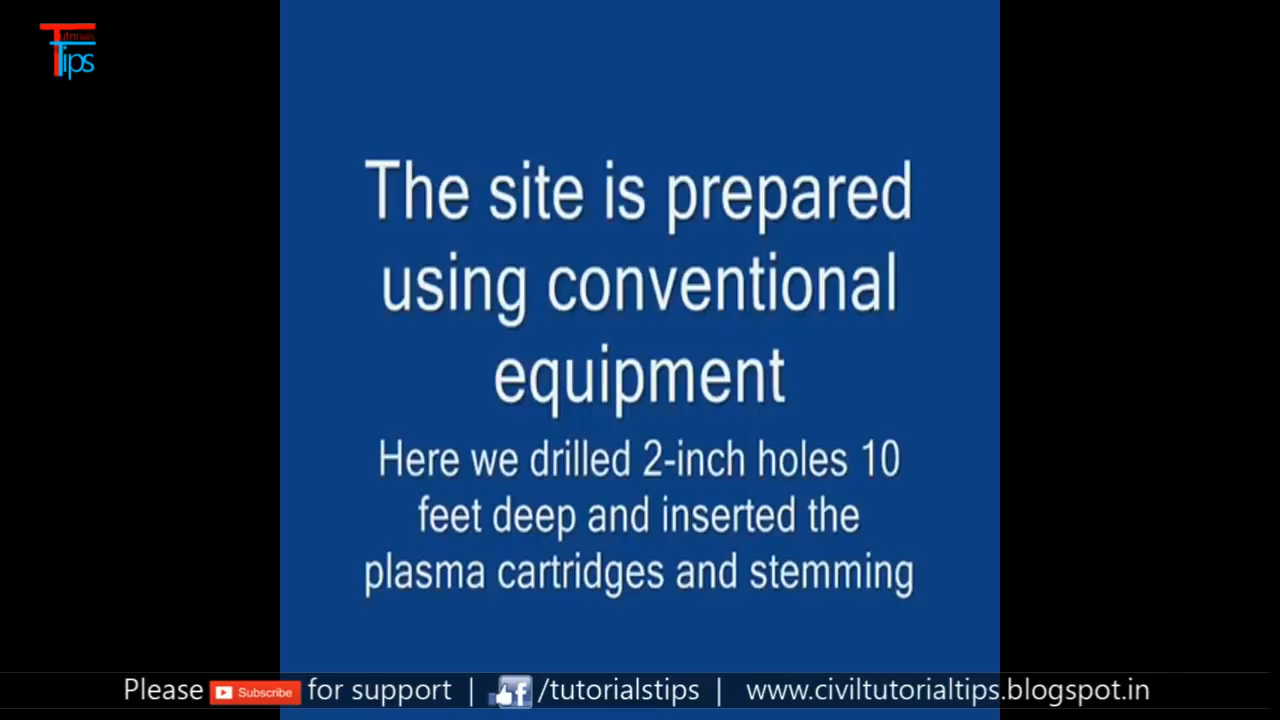 Tutorials
Tips
The site is prepared
using conventional
equipment
Here we drilled 2-inch holes 10
feet deep and inserted the
plasma cartridges and stemming
Please Subscribe for support | f /tutorialstips | www.civiltutorialtips.blogspot.in